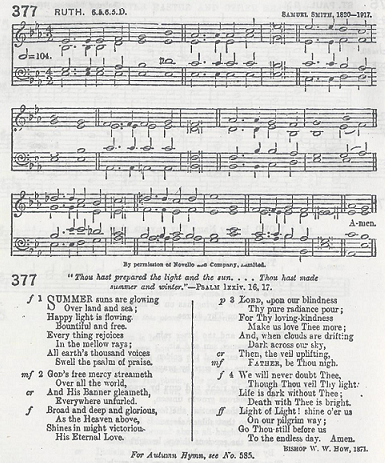 377 RUTH. 6.5.6.5.D. SAMUEL SMITH, 1820–1917.
=104.
A-men.
By permission of Novello and Company, Limited.
377 "Thou hast prepared the light and the sun. . . . Thou hast made
summer and winter."—PSALM lxxiv. 16, 17.
f 1 SUMMER suns are glowing
Over land and sea;
Happy light is flowing
Bountiful and free.
Every thing rejoices
In the mellow rays;
All earth's thousand voices
Swell the psalm of praise.
mf 2 God's free mercy streameth
Over all the world,
cr And His Banner gleameth,
Everywhere unfurled.
f Broad and deep and glorious,
As the Heaven above,
Shines in might victorious
His Eternal Love.
p 3 LORD, upon our blindness
Thy pure radiance pour;
For Thy loving-kindness
Make us love Thee more;
And, when clouds are drifting
Dark across our sky,
cr Then, the veil uplifting,
mf FATHER, be Thou nigh.
f 4 We will never doubt Thee,
Though Thou veil Thy light:
Life is dark without Thee;
Death with Thee is bright.
ff Light of Light! shine o'er us
On our pilgrim way;
Go Thou still before us
To the endless day. Amen.
BISHOP W. W. HOW, 1871.
For Autumn Hymn, see No. 585.